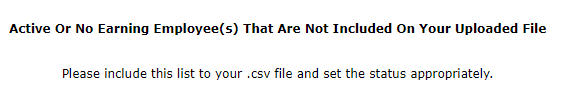 Active Or No Earning Employee(s) That Are Not Included On Your Uploaded File
Please include this list to your .csv file and set the status appropriately.